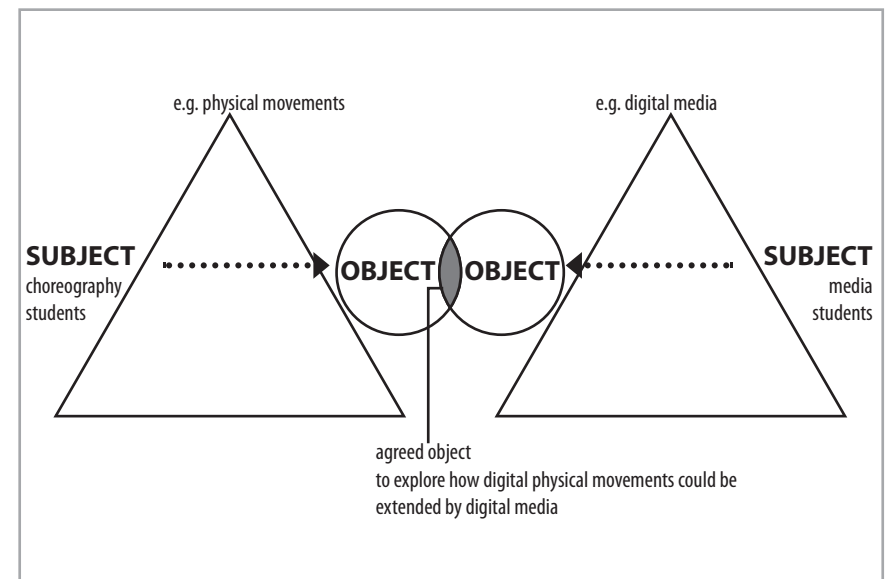 e.g. physical movements
e.g. digital media
SUBJECT
choreography
students
OBJECT
OBJECT
SUBJECT
media
students
agreed object
to explore how digital physical movements could be
extended by digital media